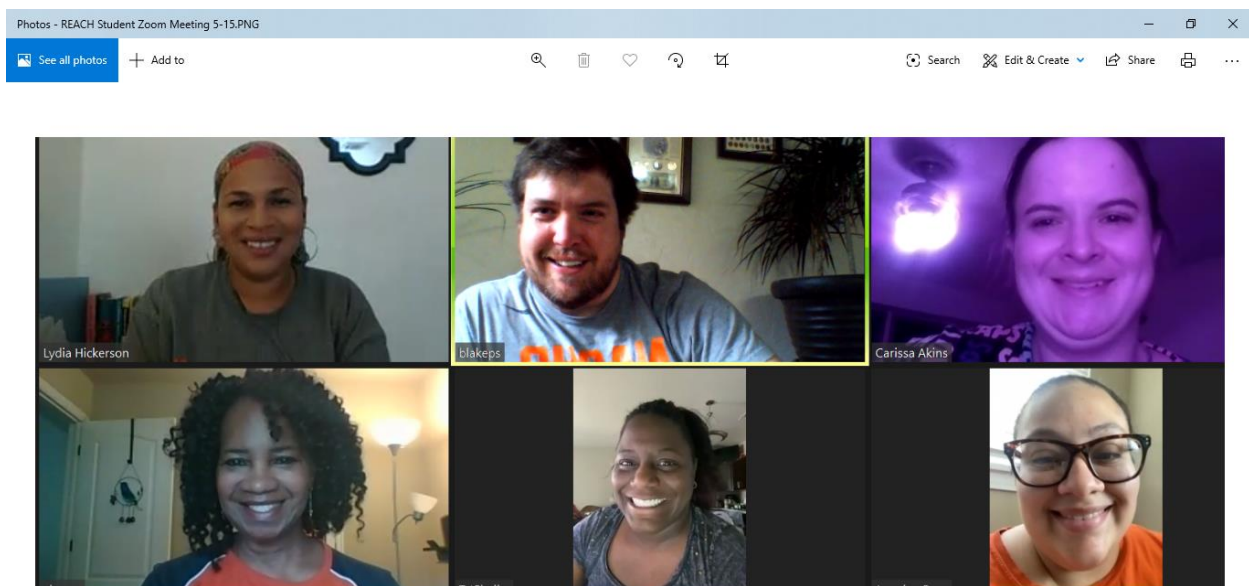 Photos - REACH Student Zoom Meeting 5-15.PNG
See all photos
Add to
Search
Edit & Create
Share
Lydia Hickerson
blakeps
Carissa Akins